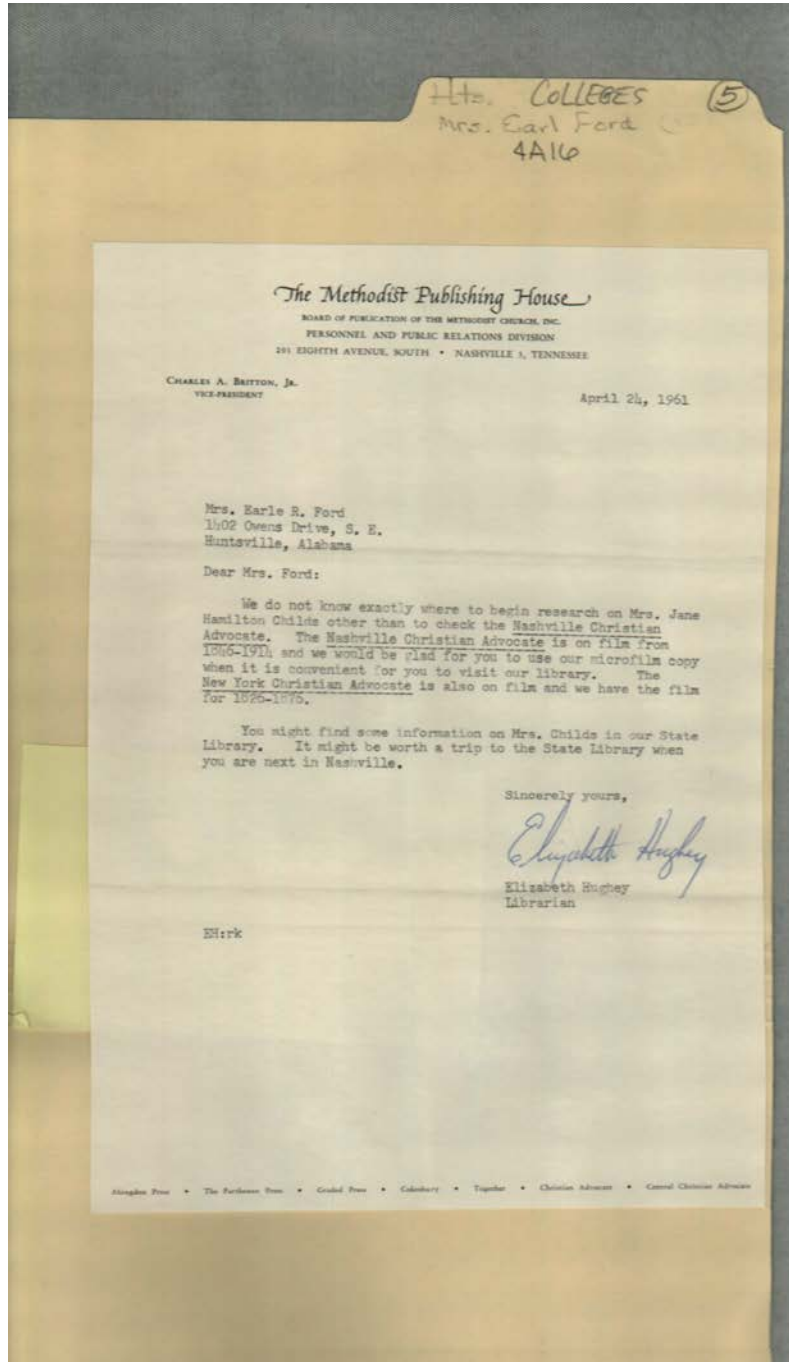 Hts. COLLEGES 5
Mrs. Earl Ford
4A16
The Methodist Publishing House
BOARD OF PUBLICATION OF THE METHODIST CHURCH, INC.
PERSONNEL AND PUBLIC RELATIONS DIVISION
201 EIGHTH AVENUE, SOUTH • NASHVILLE 3, TENNESSEE
CHARLES A. BRITTON, JR.
VICE-PRESIDENT
April 24, 1961
Mrs. Earle R. Ford
1402 Owens Drive, S. E.
Huntsville, Alabama
Dear Mrs. Ford:
We do not know exactly where to begin research on Mrs. Jane
Hamilton Childs other than to check the Nashville Christian
Advocate. The Nashville Christian Advocate is on film from
1846-1914 and we would be glad for you to use our microfilm copy
when it is convenient for you to visit our library. The
New York Christian Advocate is also on film and we have the film
for 1826-1876.
You might find some information on Mrs. Childs in our State
Library. It might be worth a trip to the State Library when
you are next in Nashville.
Sincerely yours,
Elizabeth Hughey
Elizabeth Hughey
Librarian
EH:rk
Abingdon Press • The Parthenon Press • Graded Press • Cokesbury • Together • Christian Advocate • Central Christian Advocate